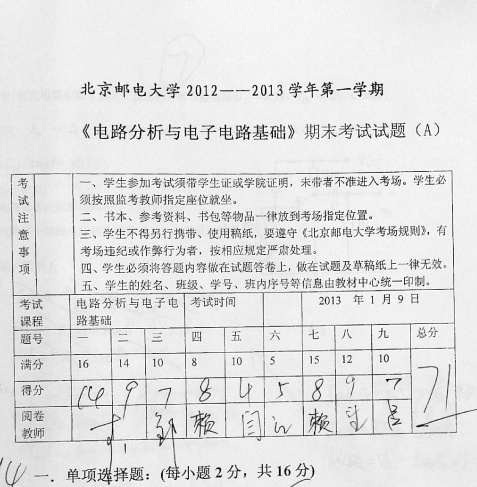 北京邮电大学2012——2013学年第一学期
《电路分析与电子电路基础》期末考试试题（A）
考试注意事项
一、学生参加考试须带学生证或学院证明，未带者不准进入考场。学生必
须按照监考教师指定座位就坐。
二、书本、参考资料、书包等物品一律放到考场指定位置。
三、学生不得另行携带、使用稿纸，要遵守《北京邮电大学考场规则》，有
考场违纪或作弊行为者，按相应规定严肃处理。
四、学生必须将答题内容做在试题答卷上，做在试题及草稿纸上一律无效。
五、学生的姓名、班级、学号、班内序号等信息由教材中心统一印制。
考试课程 电路分析与电子电路基础 考试时间 2013 年 1 月 9 日
题号 一 二 三 四 五 六 七 八 九 总分
满分 16 14 10 8 10 5 15 12 10
得分 14 9 7 8 4 5 8 9 7 71
阅卷教师 赖 闫 赖 吕
14 一．单项选择题：(每小题 2 分，共 16 分)